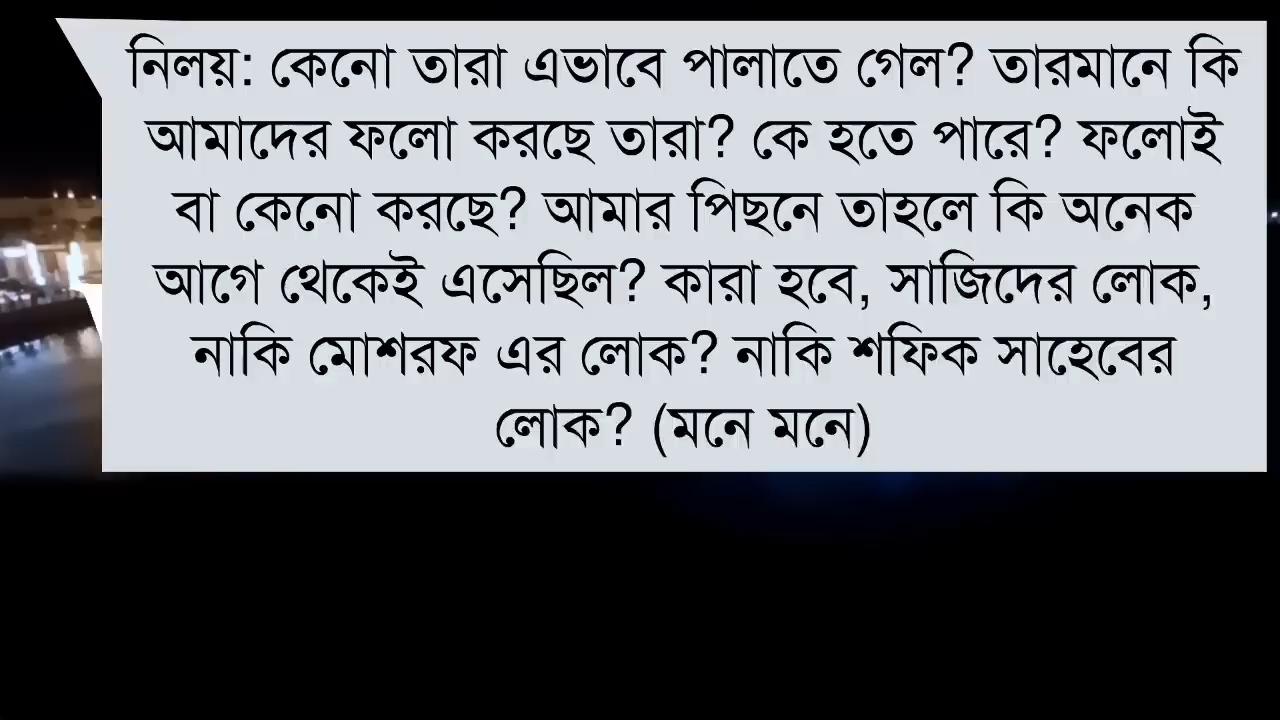 নিলয়: কেনো তারা এভাবে পালাতে গেল? তারমানে কি
আমাদের ফলো করছে তারা? কে হতে পারে? ফলোই
বা কেনো করছে? আমার পিছনে তাহলে কি অনেক
আগে থেকেই এসেছিল? কারা হবে, সাজিদের লোক,
নাকি মোশরফ এর লোক? নাকি শফিক সাহেবের
লোক? (মনে মনে)